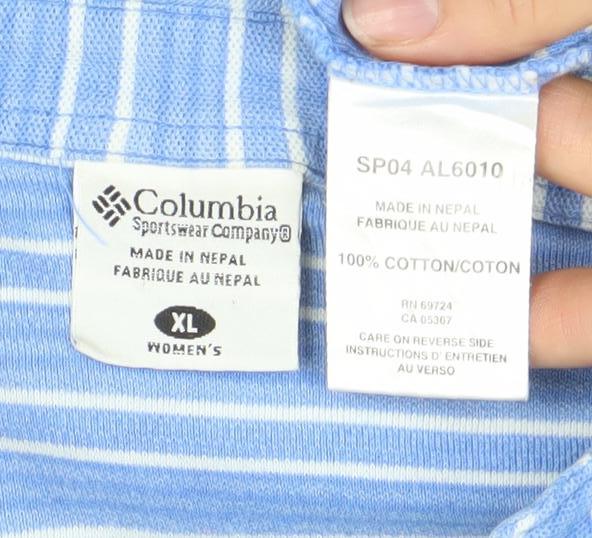 Columbia
Sportswear Company®
MADE IN NEPAL
FABRIQUE AU NEPAL
XL
WOMEN'S
SP04 AL6010
MADE IN NEPAL
FABRIQUE AU NEPAL
100% COTTON/COTON
RN 69724
CA 05367
CARE ON REVERSE SIDE
INSTRUCTIONS D' ENTRETIEN
AU VERSO